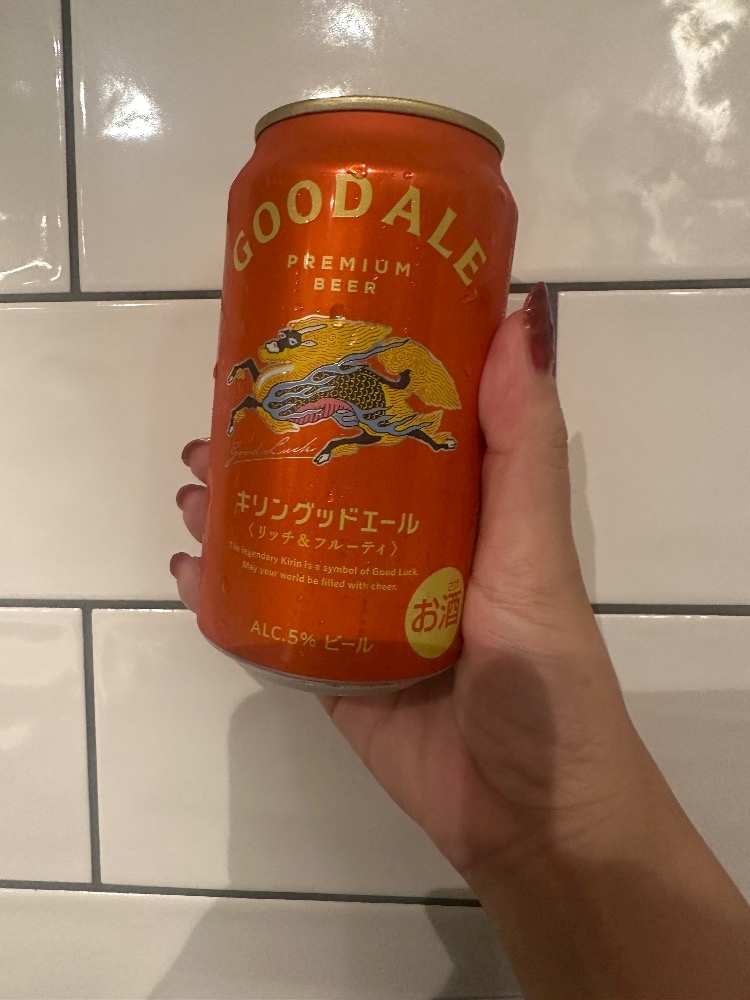 GOOD ALE
PREMIUM
BEER
Good Luck
キリングッドエール
〈リッチ&フルーティ〉
The legendary Kirin is a symbol of Good Luck.
May your world be filled with cheer.
お酒
ALC.5% ビール